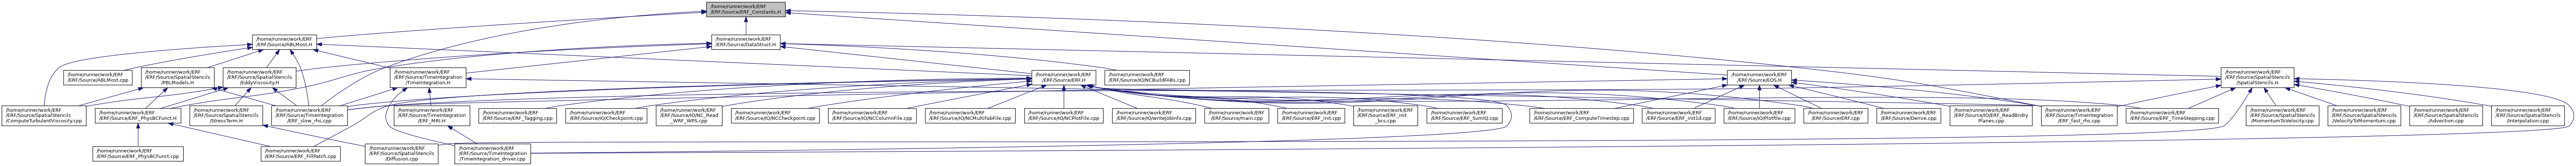 /home/runner/work/ERF
/ERF/Source/ERF_Constants.H
/home/runner/work/ERF
/ERF/Source/ABLMost.H
/home/runner/work/ERF
/ERF/Source/DataStruct.H
/home/runner/work/ERF
/ERF/Source/ABLMost.cpp
/home/runner/work/ERF
/ERF/Source/SpatialStencils
/PBLModels.H
/home/runner/work/ERF
/ERF/Source/SpatialStencils
/EddyViscosity.H
/home/runner/work/ERF
/ERF/Source/TimeIntegration
/TimeIntegration.H
/home/runner/work/ERF
/ERF/Source/ERF.H
/home/runner/work/ERF
/ERF/Source/IO/NCBuildFABs.cpp
/home/runner/work/ERF
/ERF/Source/EOS.H
/home/runner/work/ERF
/ERF/Source/SpatialStencils
/SpatialStencils.H
/home/runner/work/ERF
/ERF/Source/SpatialStencils
/ComputeTurbulentViscosity.cpp
/home/runner/work/ERF
/ERF/Source/ERF_PhysBCFunct.H
/home/runner/work/ERF
/ERF/Source/SpatialStencils
/StressTerm.H
/home/runner/work/ERF
/ERF/Source/TimeIntegration
/ERF_slow_rhs.cpp
/home/runner/work/ERF
/ERF/Source/TimeIntegration
/ERF_MRI.H
/home/runner/work/ERF
/ERF/Source/ERF_Tagging.cpp
/home/runner/work/ERF
/ERF/Source/IO/Checkpoint.cpp
/home/runner/work/ERF
/ERF/Source/IO/NC_Read
_WRF_WPS.cpp
/home/runner/work/ERF
/ERF/Source/IO/NCCheckpoint.cpp
/home/runner/work/ERF
/ERF/Source/IO/NCColumnFile.cpp
/home/runner/work/ERF
/ERF/Source/IO/NCMultiFabFile.cpp
/home/runner/work/ERF
/ERF/Source/IO/NCPlotFile.cpp
/home/runner/work/ERF
/ERF/Source/IO/writeJobInfo.cpp
/home/runner/work/ERF
/ERF/Source/main.cpp
/home/runner/work/ERF
/ERF/Source/ERF_init.cpp
/home/runner/work/ERF
/ERF/Source/ERF_init
_bcs.cpp
/home/runner/work/ERF
/ERF/Source/ERF_SumIQ.cpp
/home/runner/work/ERF
/ERF/Source/ERF_ComputeTimestep.cpp
/home/runner/work/ERF
/ERF/Source/ERF_init1d.cpp
/home/runner/work/ERF
/ERF/Source/IO/Plotfile.cpp
/home/runner/work/ERF
/ERF/Source/ERF.cpp
/home/runner/work/ERF
/ERF/Source/Derive.cpp
/home/runner/work/ERF
/ERF/Source/IO/ERF_ReadBndry
Planes.cpp
/home/runner/work/ERF
/ERF/Source/TimeIntegration
/ERF_fast_rhs.cpp
/home/runner/work/ERF
/ERF/Source/ERF_TimeStepping.cpp
/home/runner/work/ERF
/ERF/Source/SpatialStencils
/MomentumToVelocity.cpp
/home/runner/work/ERF
/ERF/Source/SpatialStencils
/VelocityToMomentum.cpp
/home/runner/work/ERF
/ERF/Source/SpatialStencils
/Advection.cpp
/home/runner/work/ERF
/ERF/Source/SpatialStencils
/Interpolation.cpp
/home/runner/work/ERF
/ERF/Source/ERF_PhysBCFunct.cpp
/home/runner/work/ERF
/ERF/Source/ERF_FillPatch.cpp
/home/runner/work/ERF
/ERF/Source/SpatialStencils
/Diffusion.cpp
/home/runner/work/ERF
/ERF/Source/TimeIntegration
/TimeIntegration_driver.cpp